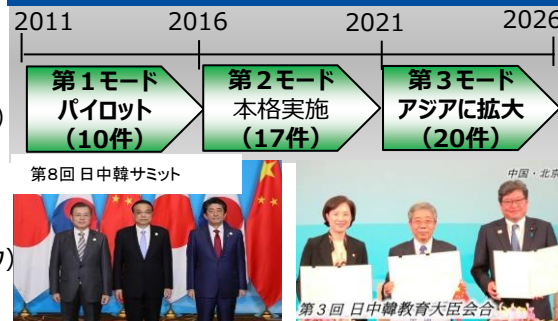 2011 2016 2021 2026
第1モード
パイロット
(10件)
第2モード
本格実施
(17件)
第3モード
アジアに拡大
(20件)
)
第8回 日中韓サミット
中国・北京
ク)
第3回 日中韓教育大臣会合